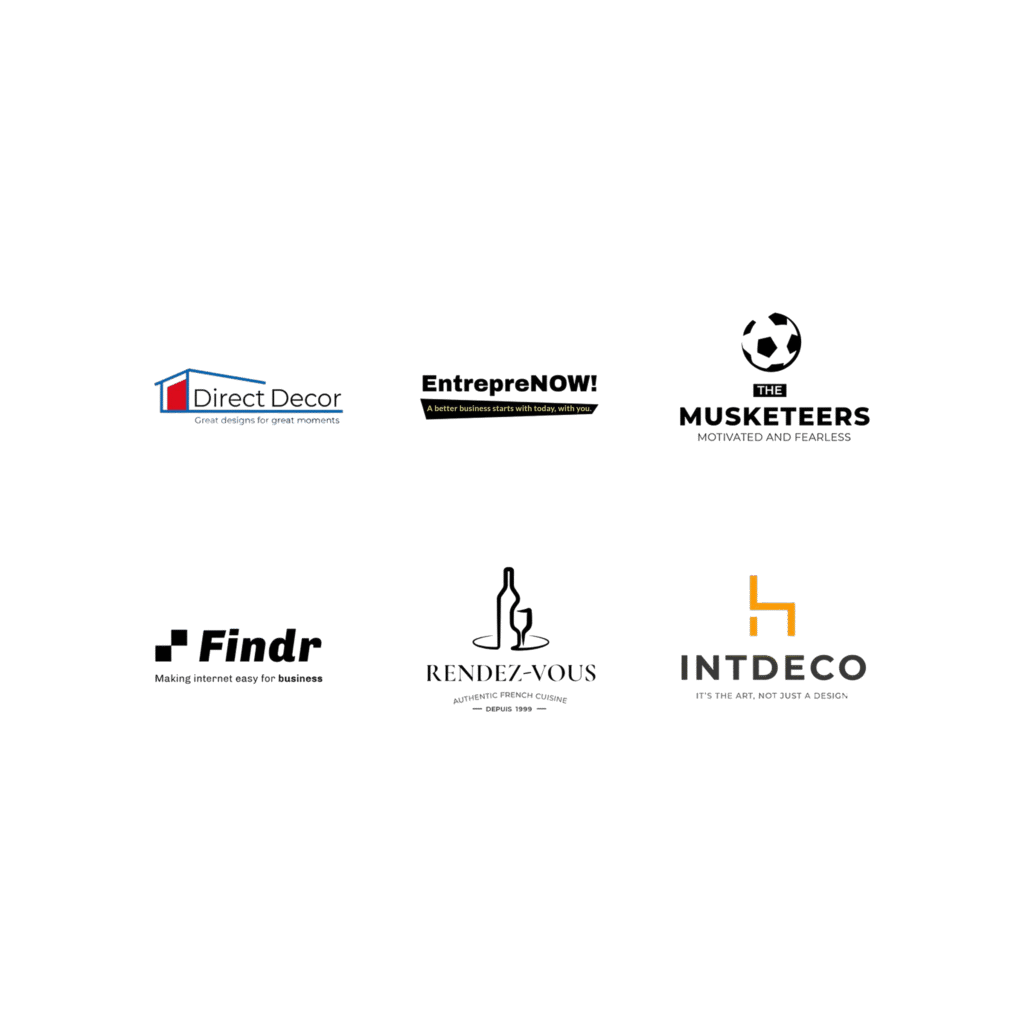 Direct Decor
Great designs for great moments
EntrepreNOW!
A better business starts with today, with you.
THE
MUSKETEERS
MOTIVATED AND FEARLESS
Findr
Making internet easy for business
RENDEZ-VOUS
AUTHENTIC FRENCH CUISINE
— DEPUIS 1999 —
INTDECO
IT'S THE ART, NOT JUST A DESIGN